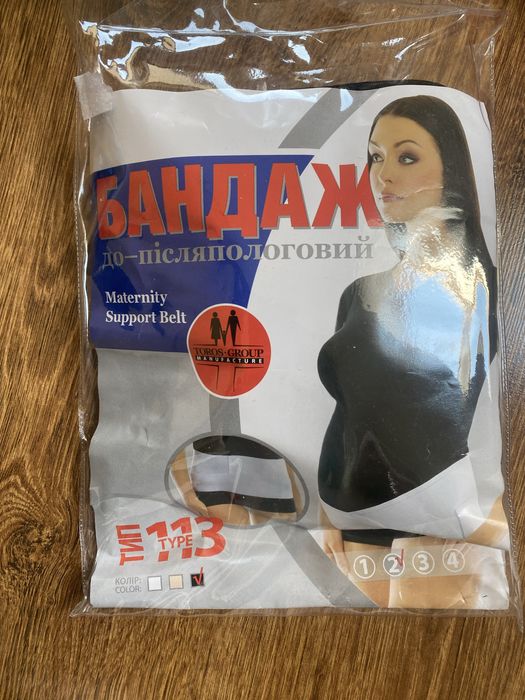 БАНДАЖ
до-післяпологовий
Maternity
Support Belt
TOROS-GROUP
MANUFACTURE
ТИП 113
TYPE
1 2 3 4
КОЛІР:
COLOR: